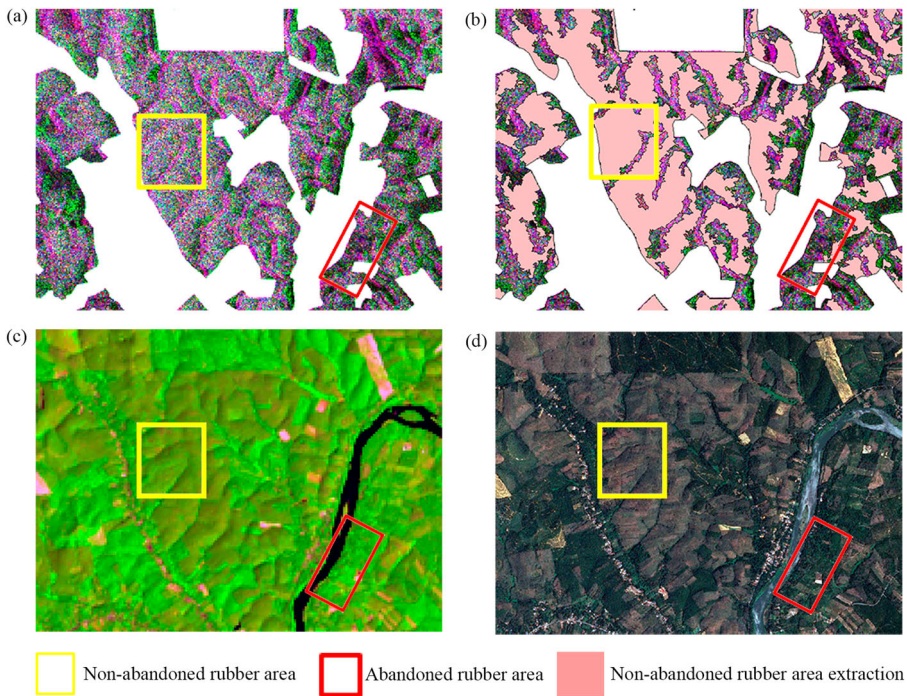 (a)
(b)
(c)
(d)
Non-abandoned rubber area
Abandoned rubber area
Non-abandoned rubber area extraction